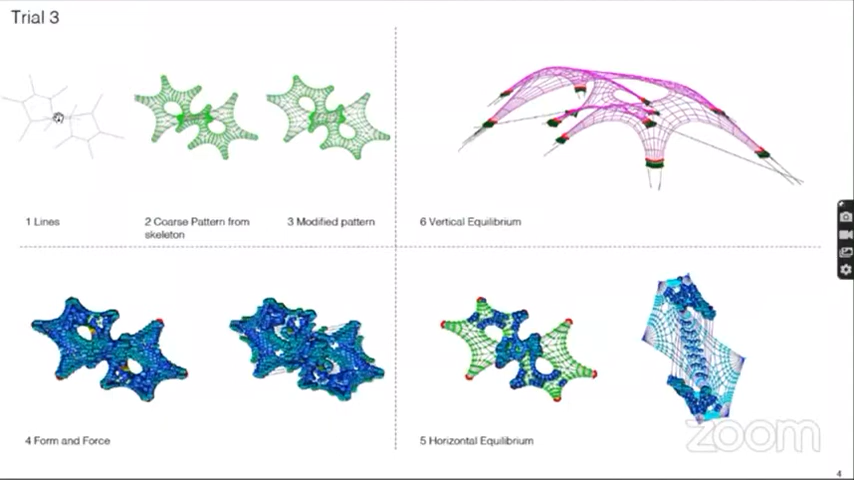 Trial 3
1 Lines
2 Coarse Pattern from
skeleton
3 Modified pattern
6 Vertical Equilibrium
4 Form and Force
5 Horizontal Equilibrium
zoom
4